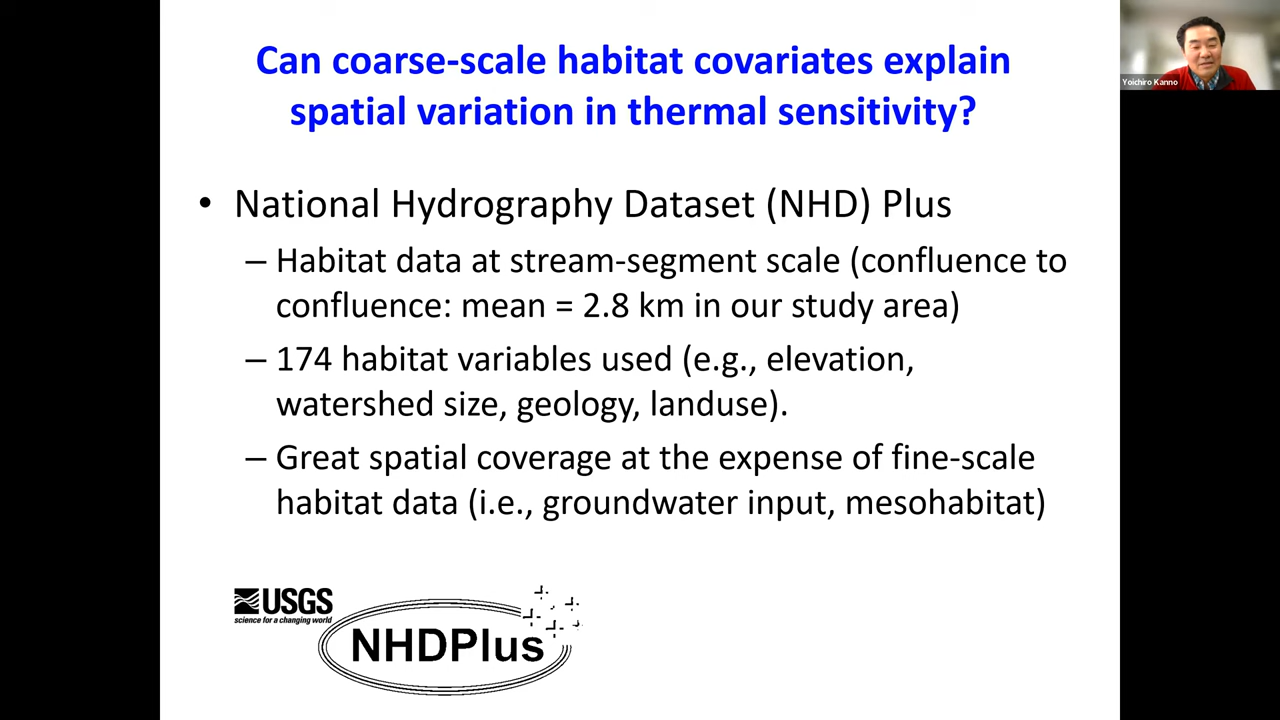 Can coarse-scale habitat covariates explain
spatial variation in thermal sensitivity?
• National Hydrography Dataset (NHD) Plus
– Habitat data at stream-segment scale (confluence to
confluence: mean = 2.8 km in our study area)
– 174 habitat variables used (e.g., elevation,
watershed size, geology, landuse).
– Great spatial coverage at the expense of fine-scale
habitat data (i.e., groundwater input, mesohabitat)
USGS
science for a changing world
NHDPlus
Yoichiro Kanno